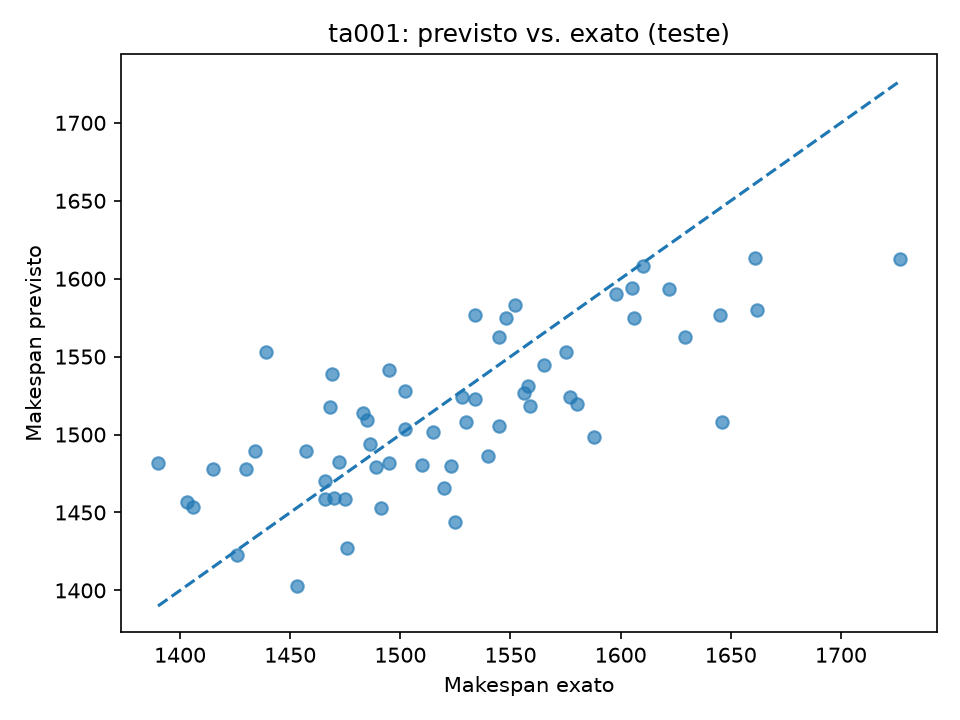 ta001: previsto vs. exato (teste)
Makespan previsto
1700
1650
1600
1550
1500
1450
1400
1400 1450 1500 1550 1600 1650 1700
Makespan exato